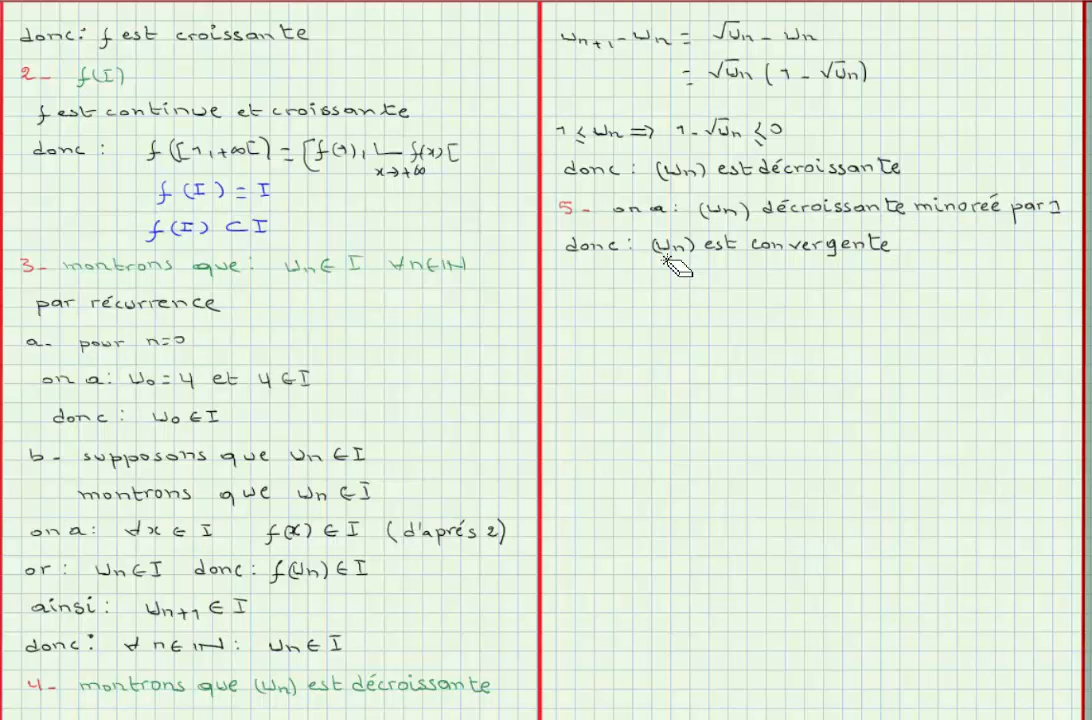 donc: f est croissante
2- f(I)
f est continue et croissante
donc : f([1,+∞[) = [f(1), L f(x)[
x→+∞
f(I) = I
f(I) ⊂ I
3- montrons que: Un ∈ I ∀n∈IN
par récurrence
a- pour n=0
on a: U₀ = 4 et 4 ∈ I
donc : U₀ ∈ I
b- supposons que Un ∈ I
montrons que Un ∈ I
on a: ∀x ∈ I f(x) ∈ I (d'aprés 2)
or : Un∈I donc: f(Un) ∈ I
ainsi: Un+1 ∈ I
donc: ∀ n∈ IN : Un ∈ I
4- montrons que (Un) est décroissante
Un+1 - Un = √Un - Un
= √Un (1 - √Un)
1 ≤ Un => 1-√Un ≤ 0
donc : (Un) est décroissante
5- on a: (Un) décroissante minoreé par 1
donc : (Un) est convergente